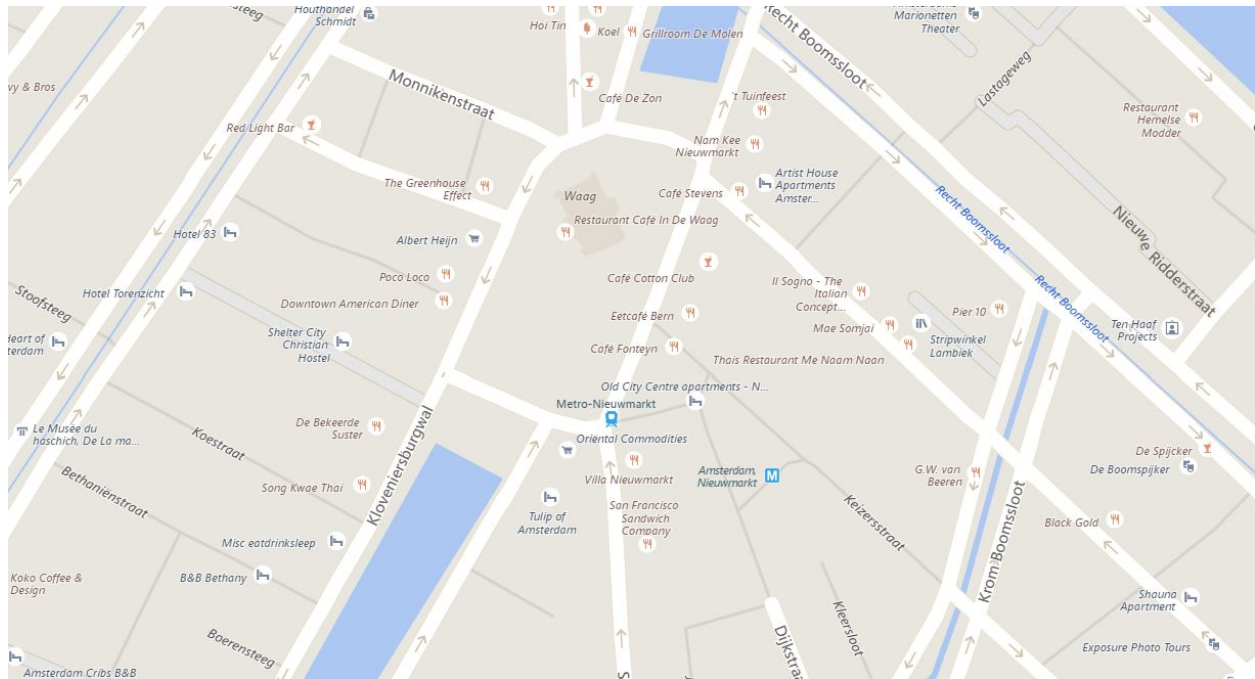 Stoofsteeg
Houthandel
Schmidt
Hoi Tin
Koel
Grillroom De Molen
Recht Boomssloot
Marionetten
Theater
Lastageweg
vy & Bros
Monnikenstraat
Café De Zon
't Tuinfeest
Restaurant
Hemelse
Modder
Red Light Bar
Nam Kee
Nieuwmarkt
The Greenhouse
Effect
Waag
Café Stevens
Artist House
Apartments
Amster...
Recht Boomssloot
Nieuwe Ridderstraat
Hotel 83
Albert Heijn
Restaurant Café In De Waag
Poco Loco
Café Cotton Club
Il Sogno - The
Italian
Concept...
Recht Boomssloot
Hotel Torenzicht
Stoofsteeg
Downtown American Diner
Eetcafé Bern
Mae Somjai
Pier 10
Ten Haaf
Projects
Heart of
terdam
Shelter City
Christian
Hostel
Café Fonteyn
Thais Restaurant Me Naam Naan
Stripwinkel
Lambiek
Old City Centre apartments - N...
Metro-Nieuwmarkt
De Bekeerde
Suster
Kloveniersburgwal
Oriental Commodities
Le Musée du
haschich, De La ma...
Koestraat
De Spijcker
De Boomspijker
Bethaniënstraat
Song Kwae Thai
Villa Nieuwmarkt
Amsterdam,
Nieuwmarkt
G.W. van
Beeren
Tulip of
Amsterdam
San Francisco
Sandwich
Company
Keizersstraat
Black Gold
Misc eatdrinksleep
Krom Boomssloot
Koko Coffee &
Design
B&B Bethany
Kleersloot
Shauna
Apartment
Boerensteeg
Dijkstraa
Exposure Photo Tours
Amsterdam Cribs B&B